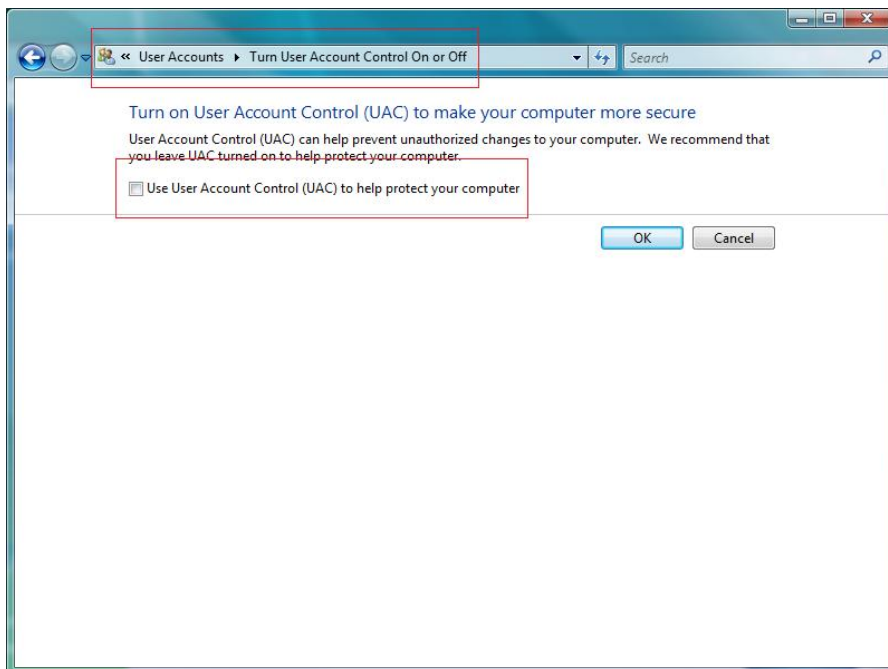 « User Accounts ▸ Turn User Account Control On or Off
Search
Turn on User Account Control (UAC) to make your computer more secure
User Account Control (UAC) can help prevent unauthorized changes to your computer. We recommend that
you leave UAC turned on to help protect your computer.
Use User Account Control (UAC) to help protect your computer
OK
Cancel